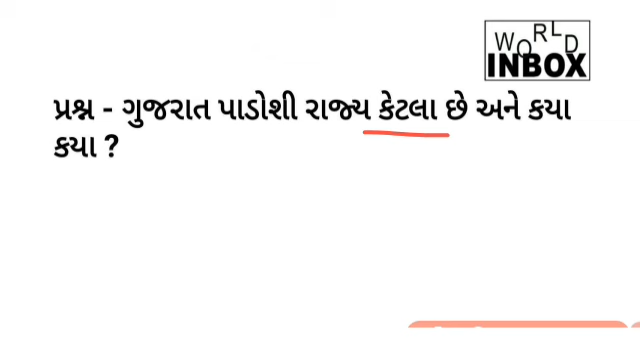 WORLD
INBOX
પ્રશ્ન - ગુજરાત પાડોશી રાજ્ય કેટલા છે અને કયા
કયા ?